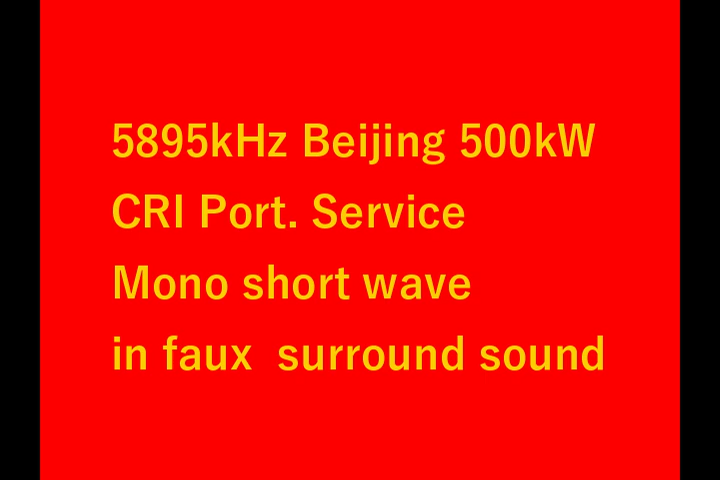 5895kHz Beijing 500kW
CRI Port. Service
Mono short wave
in faux  surround sound